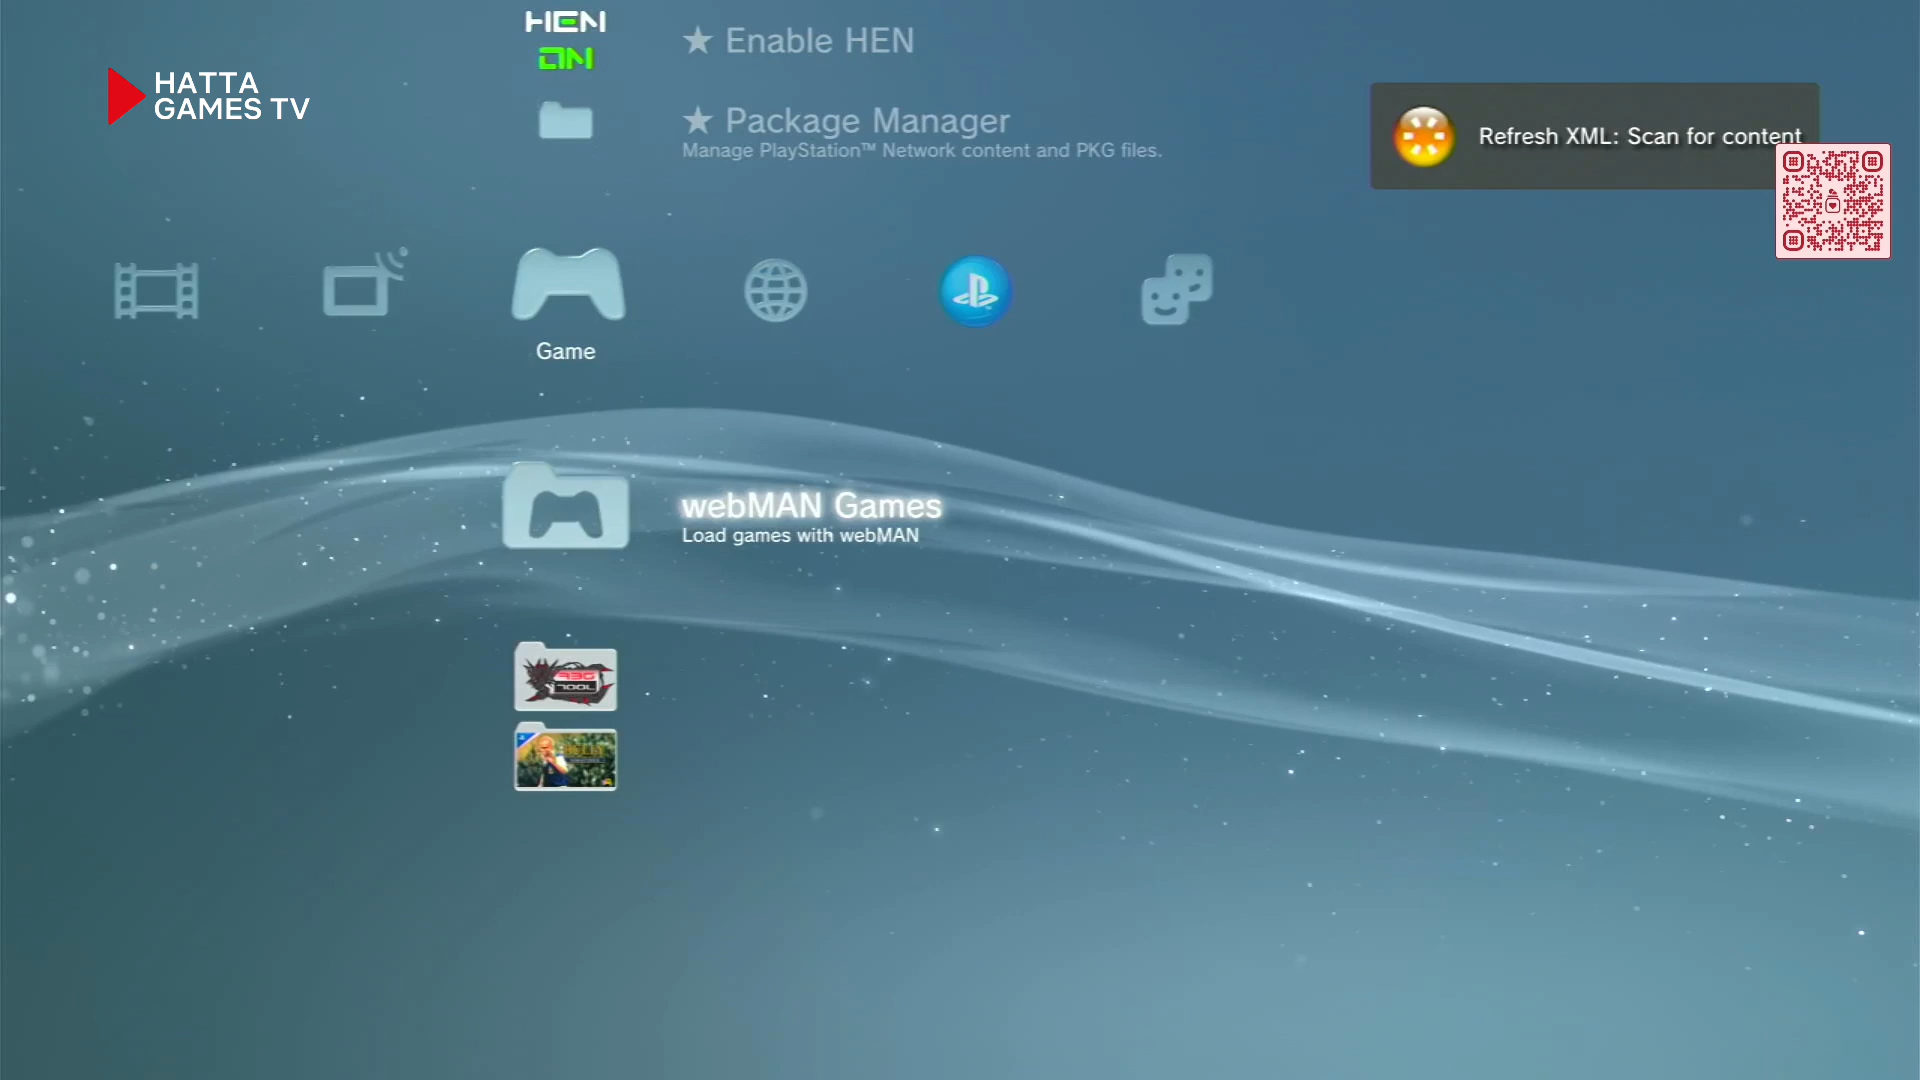 HEN
ON
★ Enable HEN
HATTA
GAMES TV
★ Package Manager
Manage PlayStation™ Network content and PKG files.
Refresh XML: Scan for content
Game
webMAN Games
Load games with webMAN
TOOL